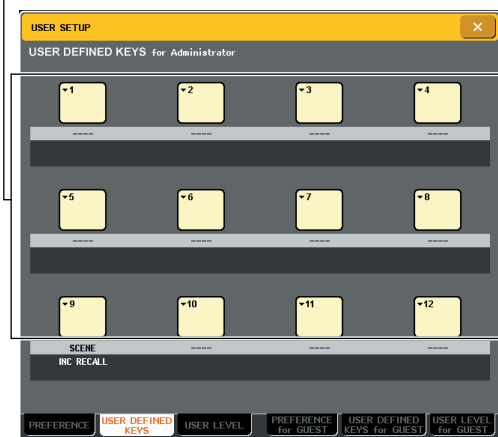 USER SETUP
×
USER DEFINED KEYS for Administrator
1 2 3 4
---- ---- ---- ----
5 6 7 8
---- ---- ---- ----
9 10 11 12
SCENE ---- ---- ----
INC RECALL
PREFERENCE USER DEFINED KEYS USER LEVEL PREFERENCE for GUEST USER DEFINED KEYS for GUEST USER LEVEL for GUEST